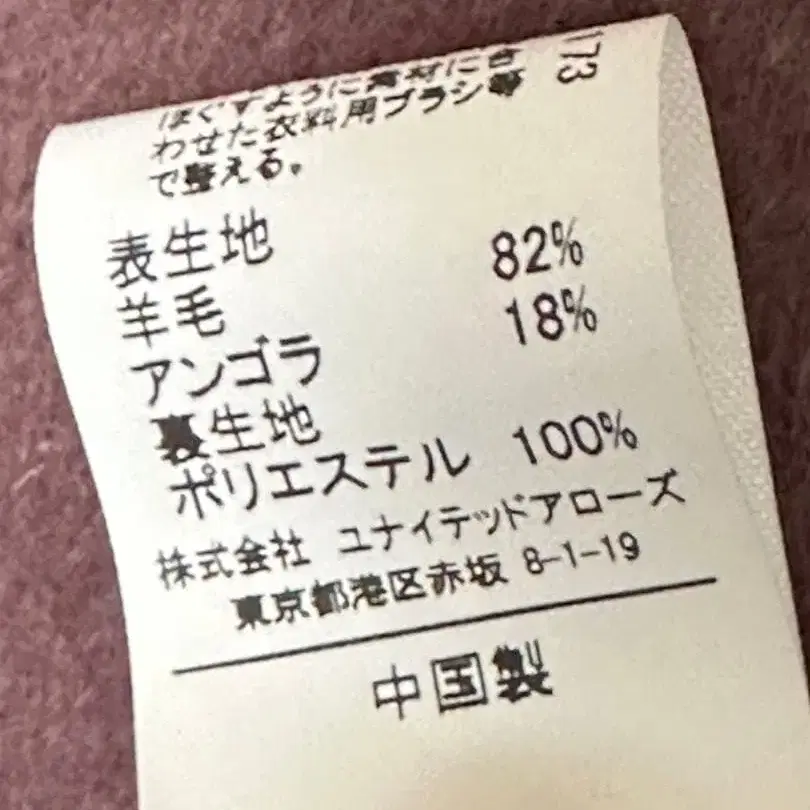 ほぐすように素材に合
わせた衣料用ブラシ等
で整える。
173
表生地
羊毛 82%
アンゴラ 18%
裏生地
ポリエステル 100%
株式会社 ユナイテッドアローズ
東京都港区赤坂 8-1-19
中国製